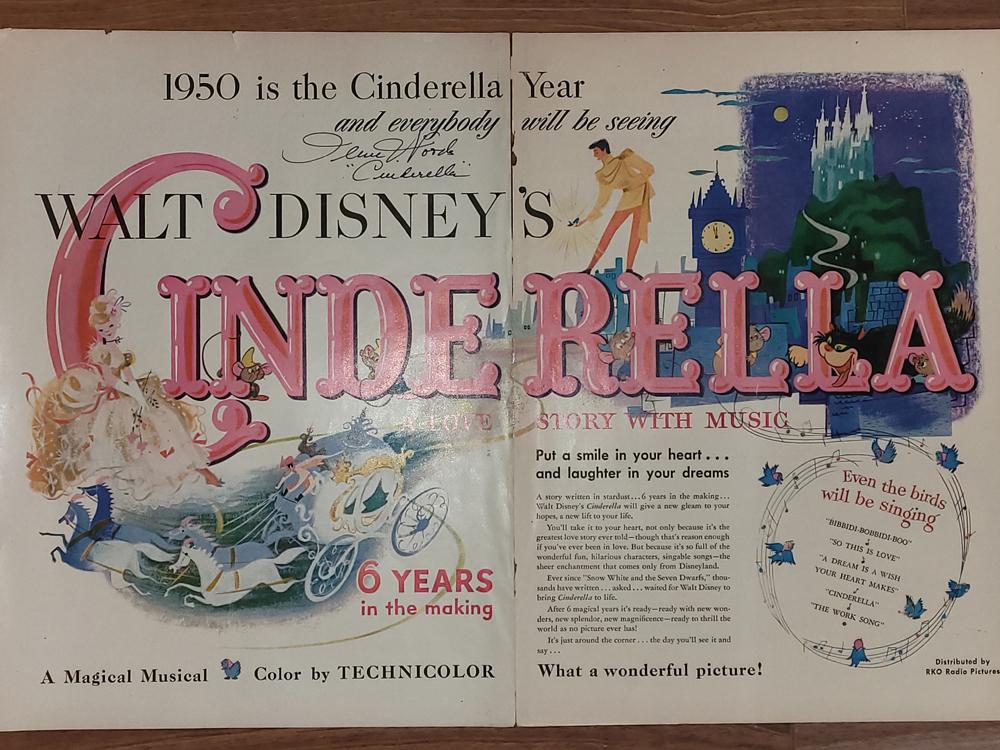 1950 is the Cinderella Year
and everybody will be seeing
Ilene Woods
"Cinderella"
WALT DISNEY'S
CINDERELLA
A LOVE STORY WITH MUSIC
6 YEARS
in the making
A Magical Musical Color by TECHNICOLOR
Put a smile in your heart . . .
and laughter in your dreams
A story written in stardust . . . 6 years in the making . . .
Walt Disney's Cinderella will give a new gleam to your
hopes, a new lift to your life.
You'll take it to your heart, not only because it's the
greatest love story ever told—though that's reason enough
if you've ever been in love. But because it's so full of the
wonderful fun, hilarious characters, singable songs—the
sheer enchantment that comes only from Disneyland.
Ever since "Snow White and the Seven Dwarfs," thou-
sands have written . . . asked . . . waited for Walt Disney to
bring Cinderella to life.
After 6 magical years it's ready—ready with new won-
ders, new splendor, new magnificence—ready to thrill the
world as no picture ever has!
It's just around the corner . . . the day you'll see it and
say . . .
What a wonderful picture!
Even the birds
will be singing
"BIBBIDI-BOBBIDI-BOO"
"SO THIS IS LOVE"
"A DREAM IS A WISH
YOUR HEART MAKES"
"CINDERELLA"
"THE WORK SONG"
Distributed by
RKO Radio Pictures